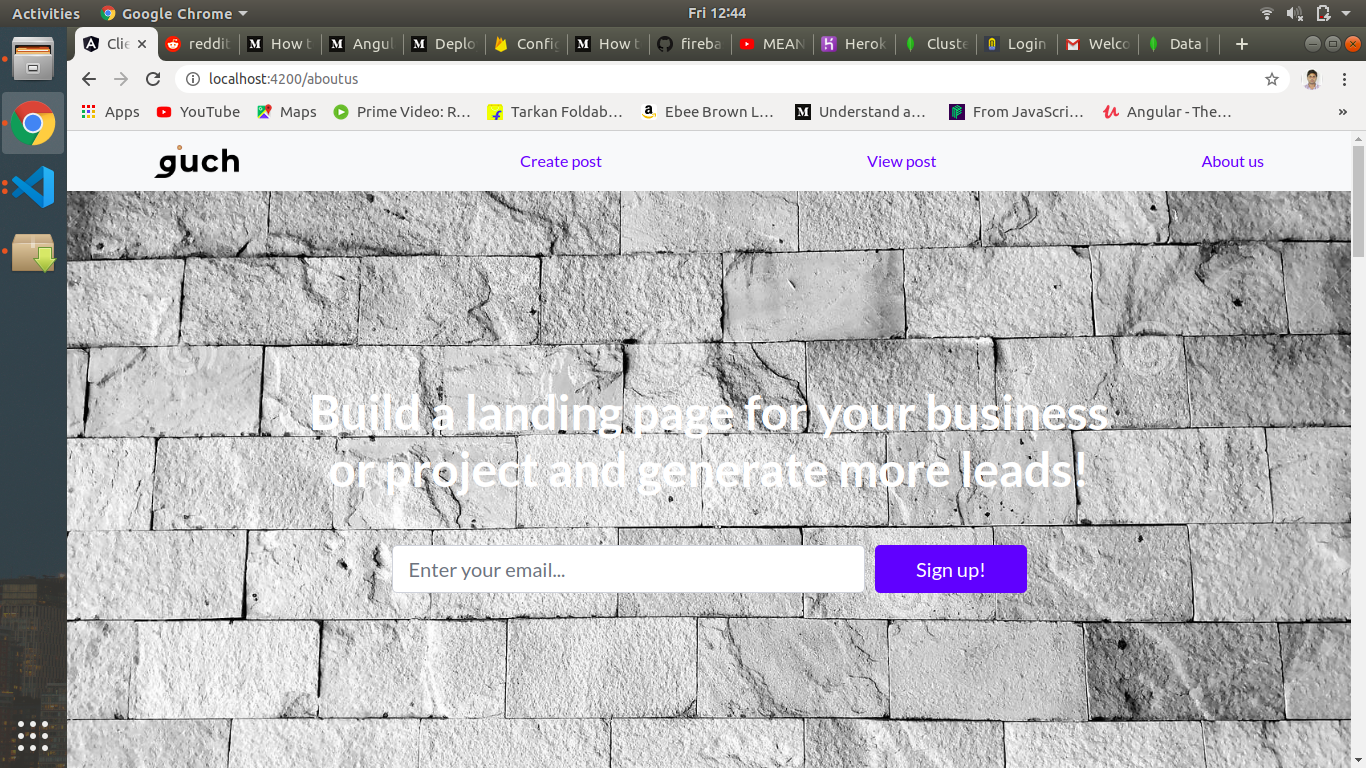 Activities Google Chrome Fri 12:44
Clie reddit How t Angul Deplo Config How t fireba MEAN Herok Cluste Login Welco Data |
localhost:4200/aboutus
Apps YouTube Maps Prime Video: R... Tarkan Foldab... Ebee Brown L... Understand a... From JavaScri... Angular - The... »
guch Create post View post About us
Build a landing page for your business
or project and generate more leads!
Enter your email... Sign up!